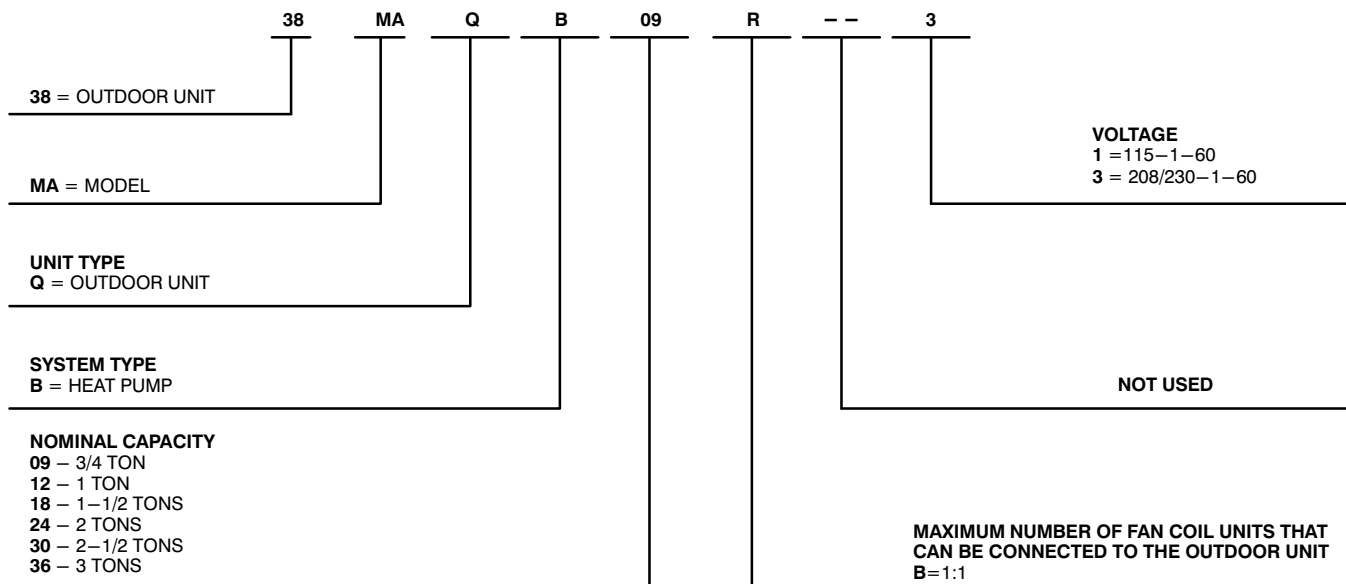 38 MA Q B 09 R – – 3
38 = OUTDOOR UNIT
MA = MODEL
UNIT TYPE
Q = OUTDOOR UNIT
SYSTEM TYPE
B = HEAT PUMP
NOMINAL CAPACITY
09 – 3/4 TON
12 – 1 TON
18 – 1–1/2 TONS
24 – 2 TONS
30 – 2–1/2 TONS
36 – 3 TONS
VOLTAGE
1 =115–1–60
3 = 208/230–1–60
NOT USED
MAXIMUM NUMBER OF FAN COIL UNITS THAT
CAN BE CONNECTED TO THE OUTDOOR UNIT
B=1:1